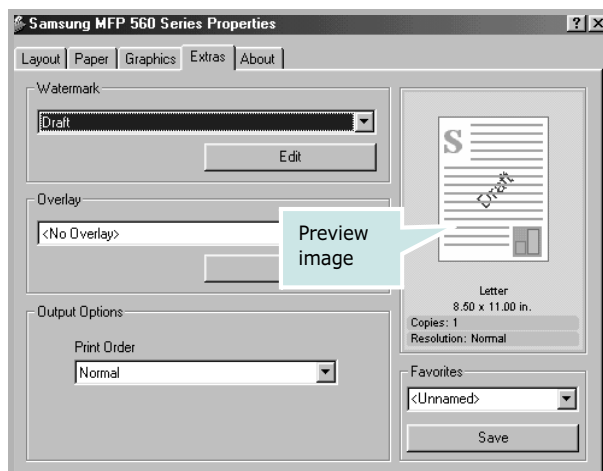 Samsung MFP 560 Series Properties
Layout
Paper
Graphics
Extras
About
Watermark
Draft
Edit
Overlay
<No Overlay>
Preview
image
Output Options
Print Order
Normal
S
Draft
Letter
8.50 x 11.00 in.
Copies: 1
Resolution: Normal
Favorites
<Unnamed>
Save